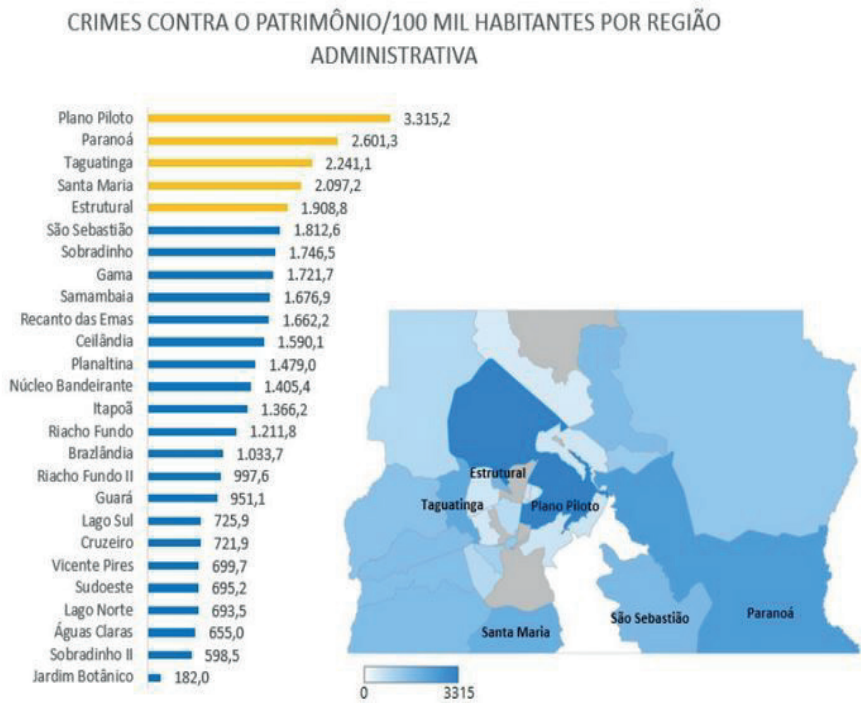 CRIMES CONTRA O PATRIMÔNIO/100 MIL HABITANTES POR REGIÃO
ADMINISTRATIVA
Plano Piloto 3.315,2
Paranoá 2.601,3
Taguatinga 2.241,1
Santa Maria 2.097,2
Estrutural 1.908,8
São Sebastião 1.812,6
Sobradinho 1.746,5
Gama 1.721,7
Samambaia 1.676,9
Recanto das Emas 1.662,2
Ceilândia 1.590,1
Planaltina 1.479,0
Núcleo Bandeirante 1.405,4
Itapoã 1.366,2
Riacho Fundo 1.211,8
Brazlândia 1.033,7
Riacho Fundo II 997,6
Guará 951,1
Lago Sul 725,9
Cruzeiro 721,9
Vicente Pires 699,7
Sudoeste 695,2
Lago Norte 693,5
Águas Claras 655,0
Sobradinho II 598,5
Jardim Botânico 182,0
Estrutural
Taguatinga
Plano Piloto
Santa Maria
São Sebastião
Paranoá
0 3315